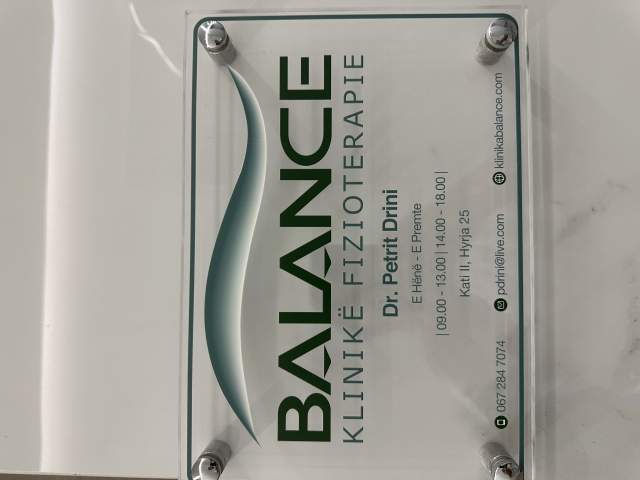 BALANCE
KLINIKË FIZIOTERAPIE
Dr. Petrit Drini
E Hënë - E Premte
| 09.00 - 13.00 | 14.00 - 18.00 |
Kati II, Hyrja 25
067 284 7074 pdrini@live.com klinikabalance.com